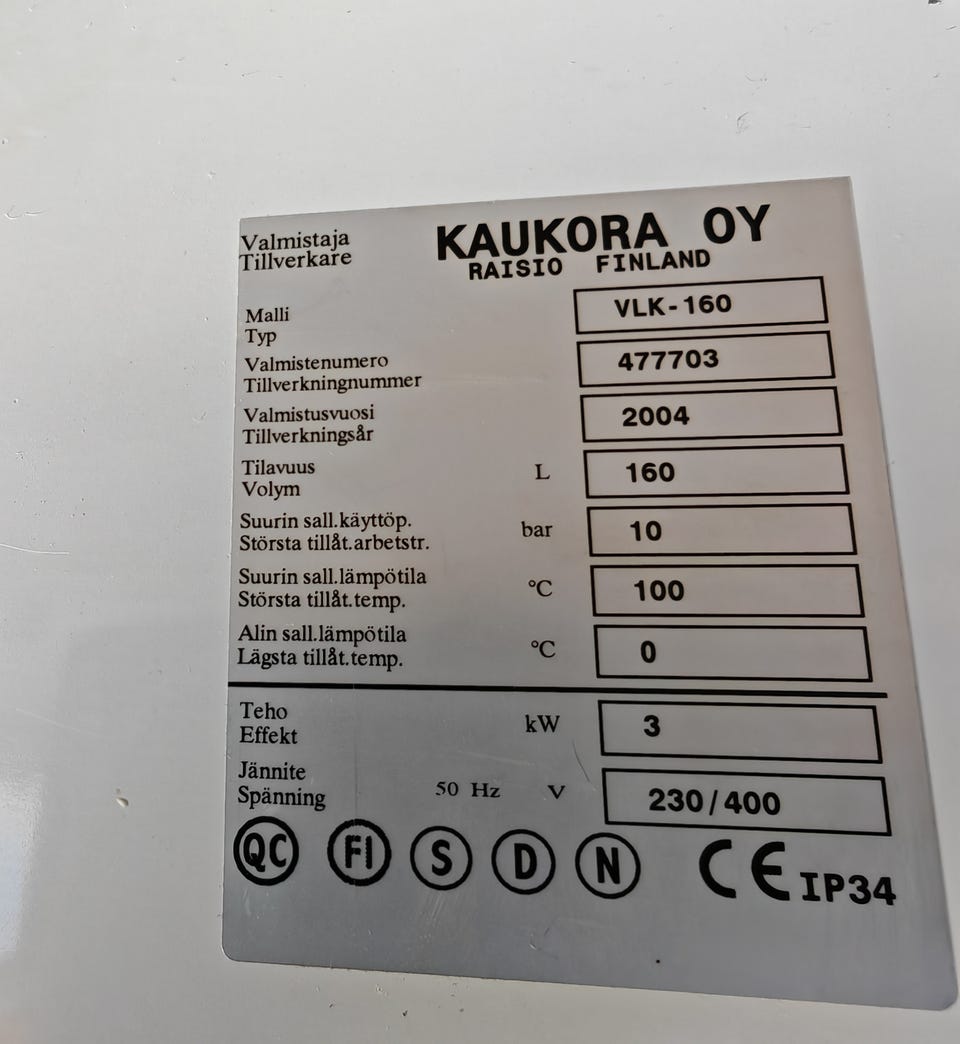 Valmistaja KAUKORA OY
Tillverkare RAISIO FINLAND
Malli VLK-160
Typ
Valmistenumero 477703
Tillverkningnummer
Valmistusvuosi 2004
Tillverkningsår
Tilavuus L 160
Volym
Suurin sall.käyttöp. bar 10
Största tillåt.arbetstr.
Suurin sall.lämpötila °C 100
Största tillåt.temp.
Alin sall.lämpötila °C 0
Lägsta tillåt.temp.
Teho kW 3
Effekt
Jännite 50 Hz V 230/400
Spänning
QC FI S D N CE IP34